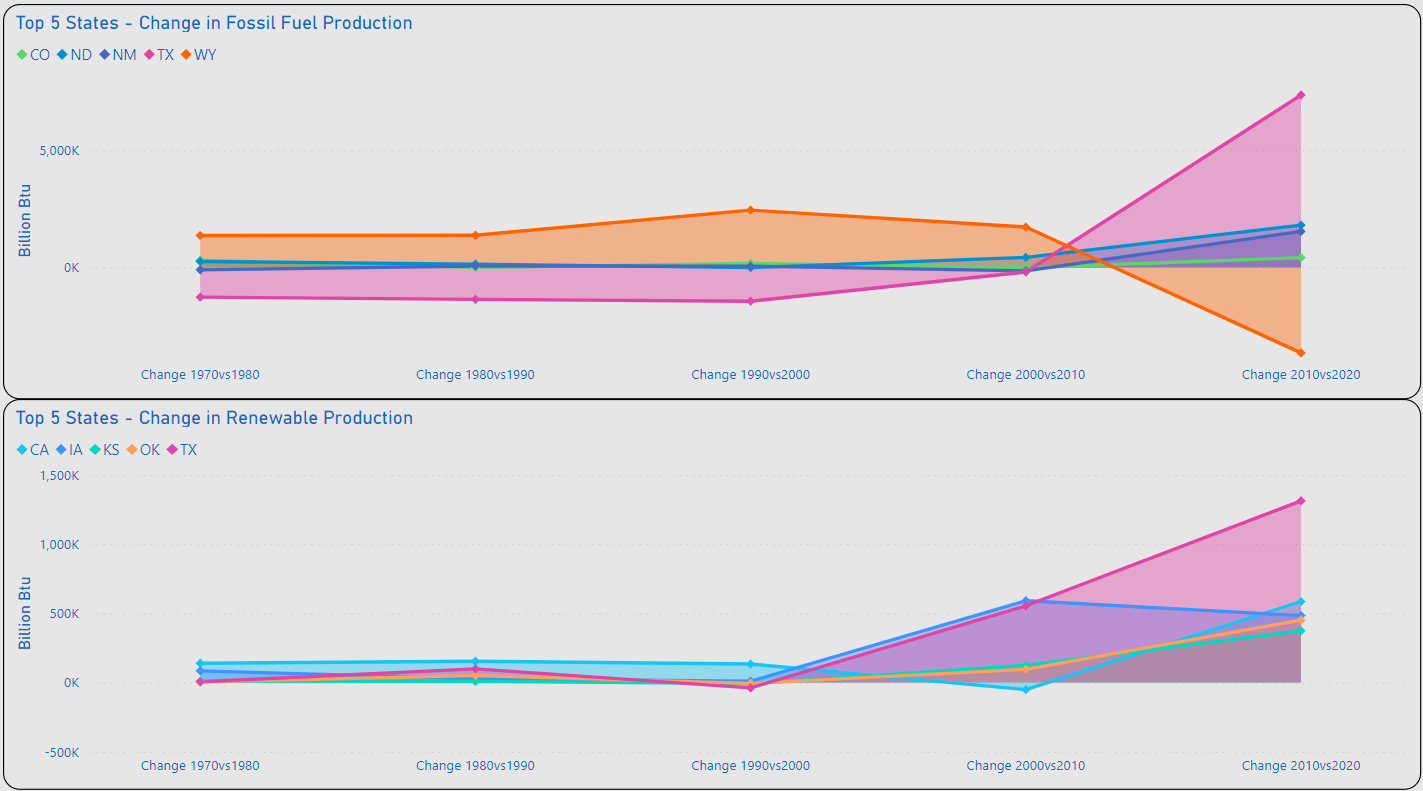 Top 5 States - Change in Fossil Fuel Production
CO ND NM TX WY
Billion Btu
5,000K
0K
Change 1970vs1980 Change 1980vs1990 Change 1990vs2000 Change 2000vs2010 Change 2010vs2020
Top 5 States - Change in Renewable Production
CA IA KS OK TX
Billion Btu
1,500K
1,000K
500K
0K
-500K
Change 1970vs1980 Change 1980vs1990 Change 1990vs2000 Change 2000vs2010 Change 2010vs2020